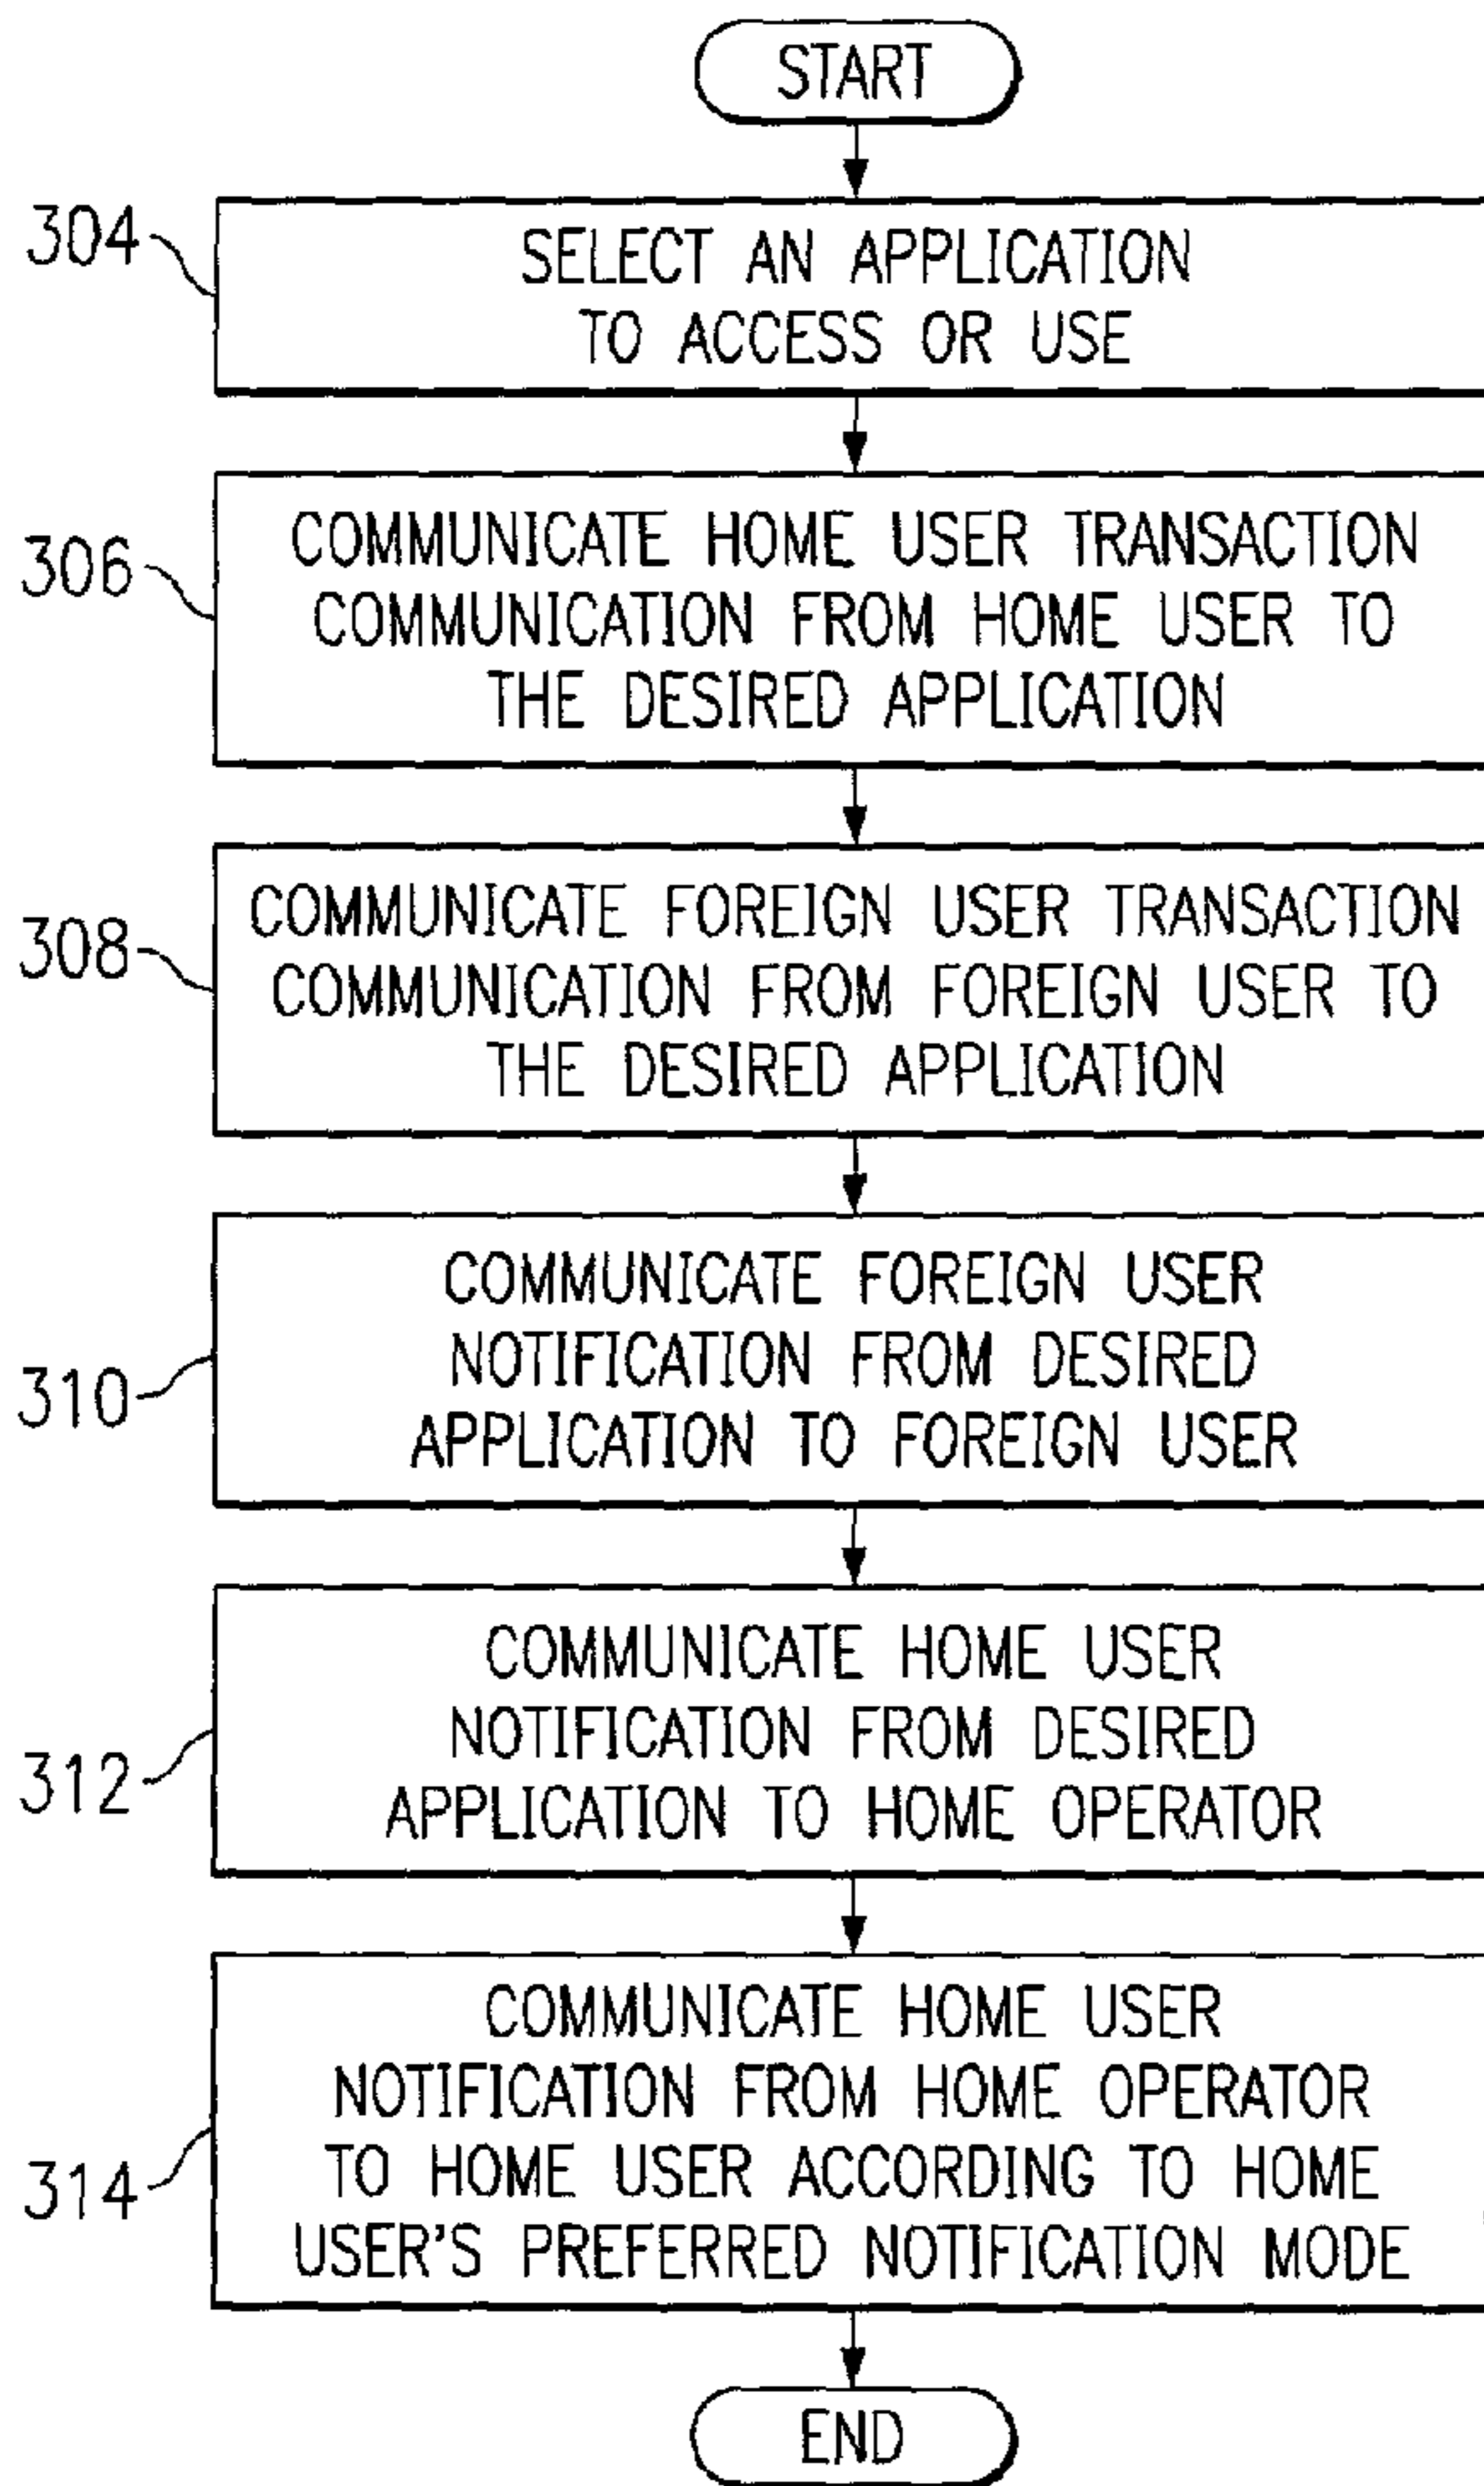 START
304
SELECT AN APPLICATION
TO ACCESS OR USE
306
COMMUNICATE HOME USER TRANSACTION
COMMUNICATION FROM HOME USER TO
THE DESIRED APPLICATION
308
COMMUNICATE FOREIGN USER TRANSACTION
COMMUNICATION FROM FOREIGN USER TO
THE DESIRED APPLICATION
310
COMMUNICATE FOREIGN USER
NOTIFICATION FROM DESIRED
APPLICATION TO FOREIGN USER
312
COMMUNICATE HOME USER
NOTIFICATION FROM DESIRED
APPLICATION TO HOME OPERATOR
314
COMMUNICATE HOME USER
NOTIFICATION FROM HOME OPERATOR
TO HOME USER ACCORDING TO HOME
USER'S PREFERRED NOTIFICATION MODE
END